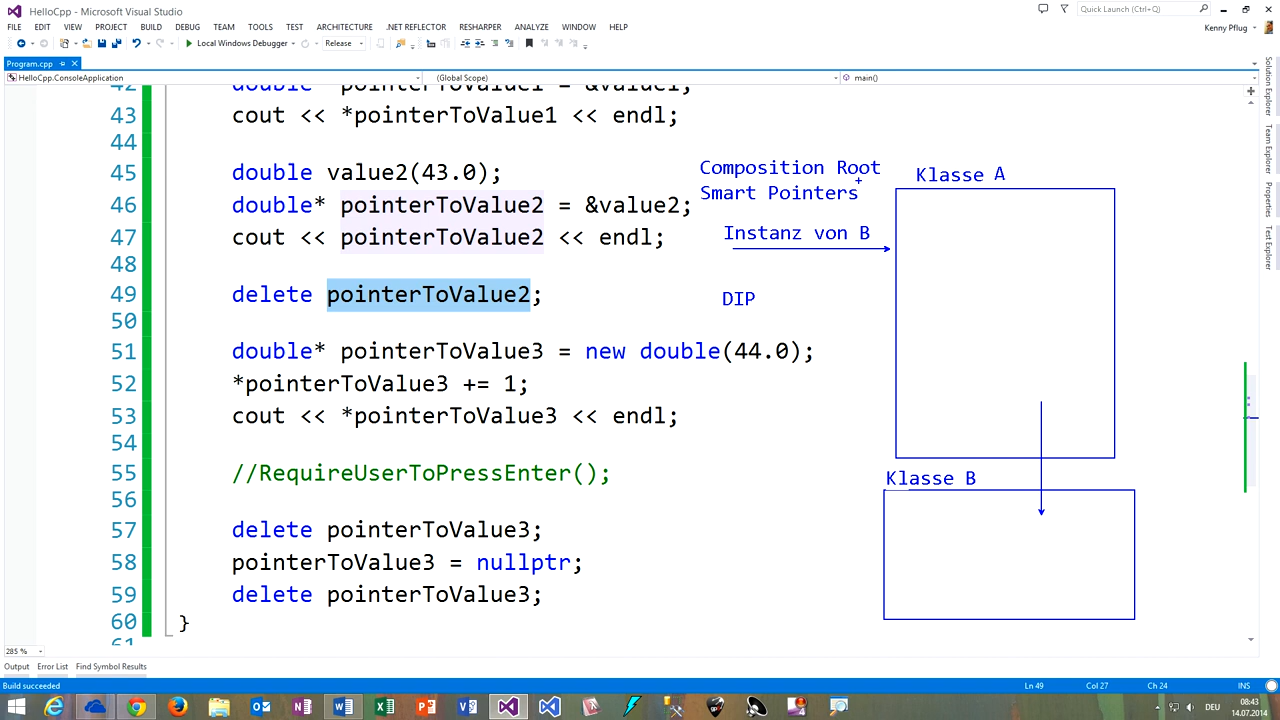 HelloCpp - Microsoft Visual Studio
Quick Launch (Ctrl+Q)
FILE EDIT VIEW PROJECT BUILD DEBUG TEAM TOOLS TEST ARCHITECTURE .NET REFLECTOR RESHARPER ANALYZE WINDOW HELP
Kenny Pflug
Local Windows Debugger
Release
Program.cpp
HelloCpp.ConsoleApplication
(Global Scope)
main()
42 double* pointerToValue1 = &value1;
43 cout << *pointerToValue1 << endl;
44
45 double value2(43.0);
46 double* pointerToValue2 = &value2;
47 cout << pointerToValue2 << endl;
48
49 delete pointerToValue2;
50
51 double* pointerToValue3 = new double(44.0);
52 *pointerToValue3 += 1;
53 cout << *pointerToValue3 << endl;
54
55 //RequireUserToPressEnter();
56
57 delete pointerToValue3;
58 pointerToValue3 = nullptr;
59 delete pointerToValue3;
60 }
61
Composition Root
Smart Pointers
Instanz von B
DIP
Klasse A
Klasse B
Solution Explorer
Team Explorer
Properties
Test Explorer
285 %
Output Error List Find Symbol Results
Build succeeded
Ln 49 Col 27 Ch 24 INS
DEU
08:43
14.07.2014